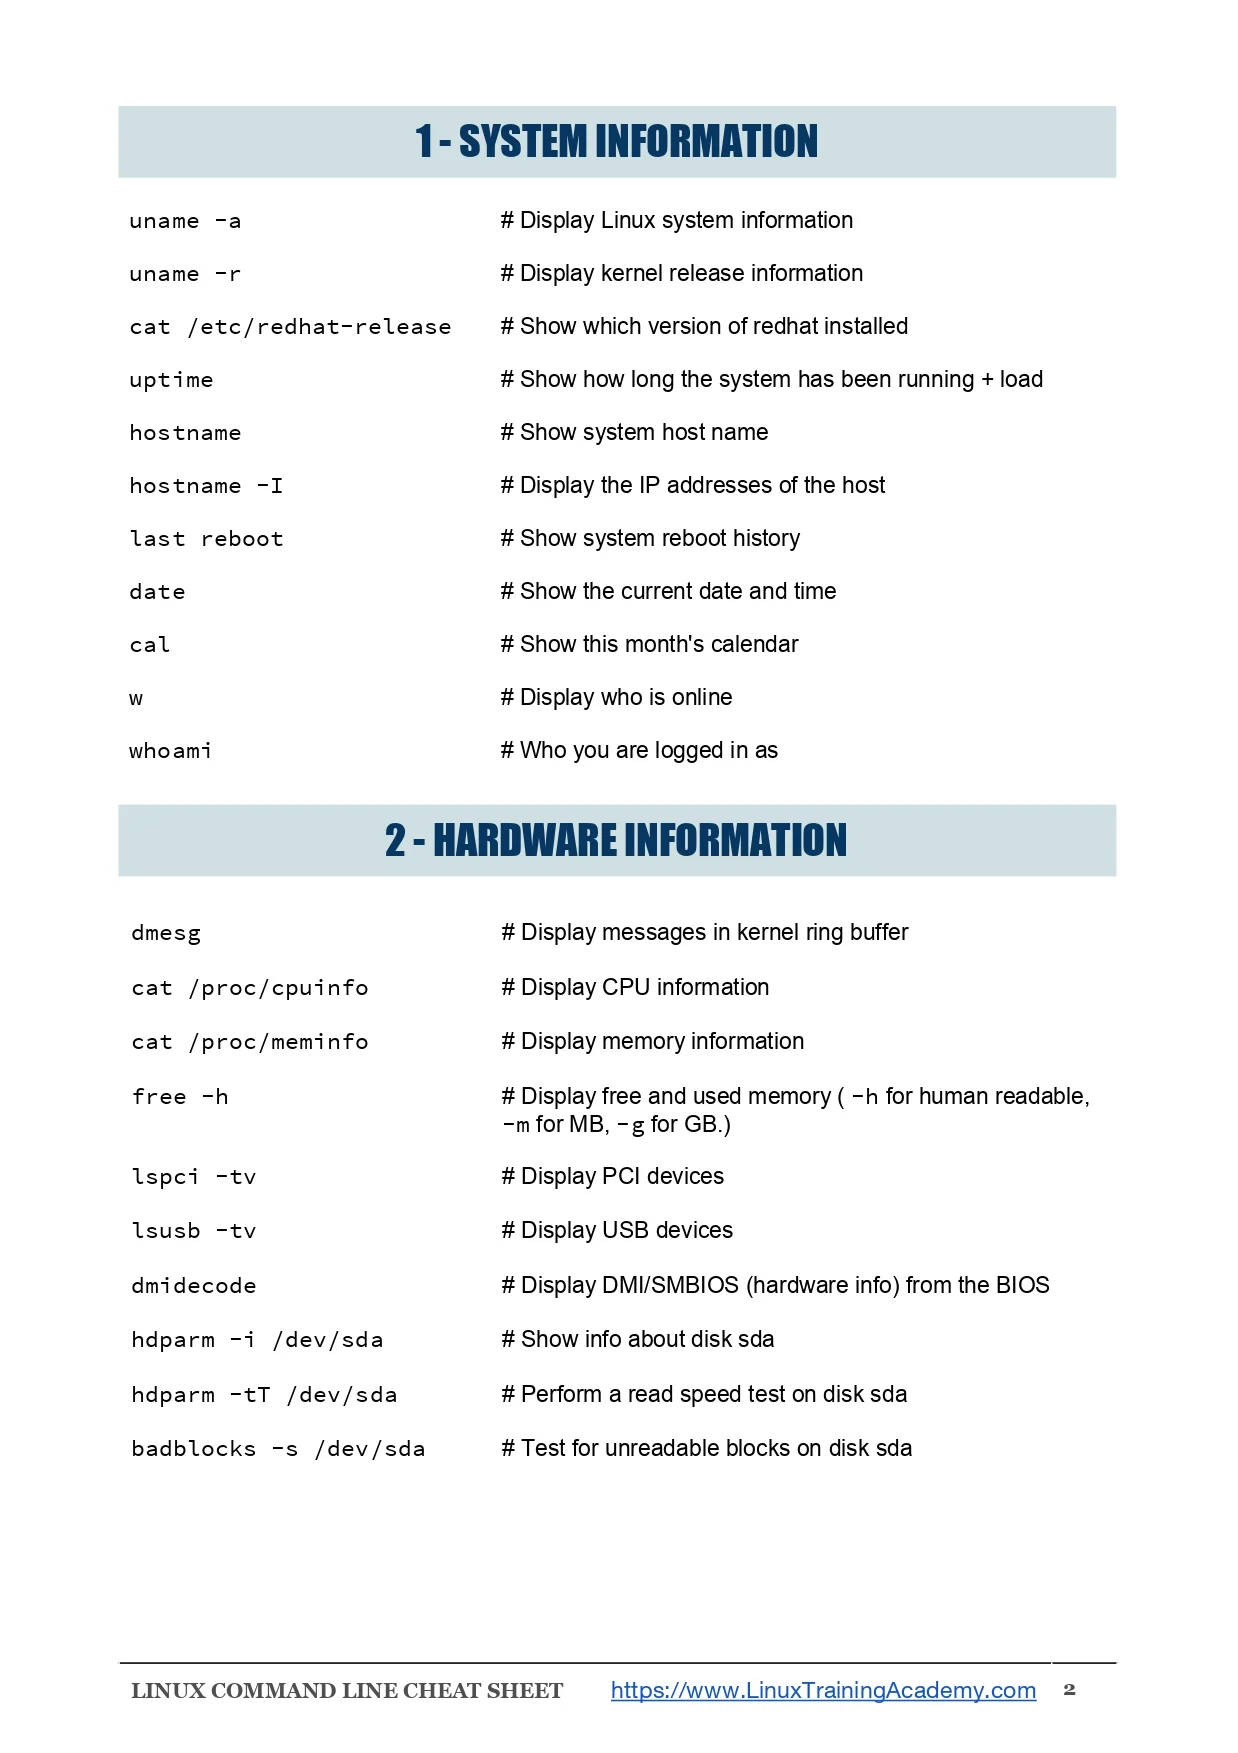 1 - SYSTEM INFORMATION
uname -a # Display Linux system information
uname -r # Display kernel release information
cat /etc/redhat-release # Show which version of redhat installed
uptime # Show how long the system has been running + load
hostname # Show system host name
hostname -I # Display the IP addresses of the host
last reboot # Show system reboot history
date # Show the current date and time
cal # Show this month's calendar
w # Display who is online
whoami # Who you are logged in as
2 - HARDWARE INFORMATION
dmesg # Display messages in kernel ring buffer
cat /proc/cpuinfo # Display CPU information
cat /proc/meminfo # Display memory information
free -h # Display free and used memory ( -h for human readable,
-m for MB, -g for GB.)
lspci -tv # Display PCI devices
lsusb -tv # Display USB devices
dmidecode # Display DMI/SMBIOS (hardware info) from the BIOS
hdparm -i /dev/sda # Show info about disk sda
hdparm -tT /dev/sda # Perform a read speed test on disk sda
badblocks -s /dev/sda # Test for unreadable blocks on disk sda
LINUX COMMAND LINE CHEAT SHEET https://www.LinuxTrainingAcademy.com 2